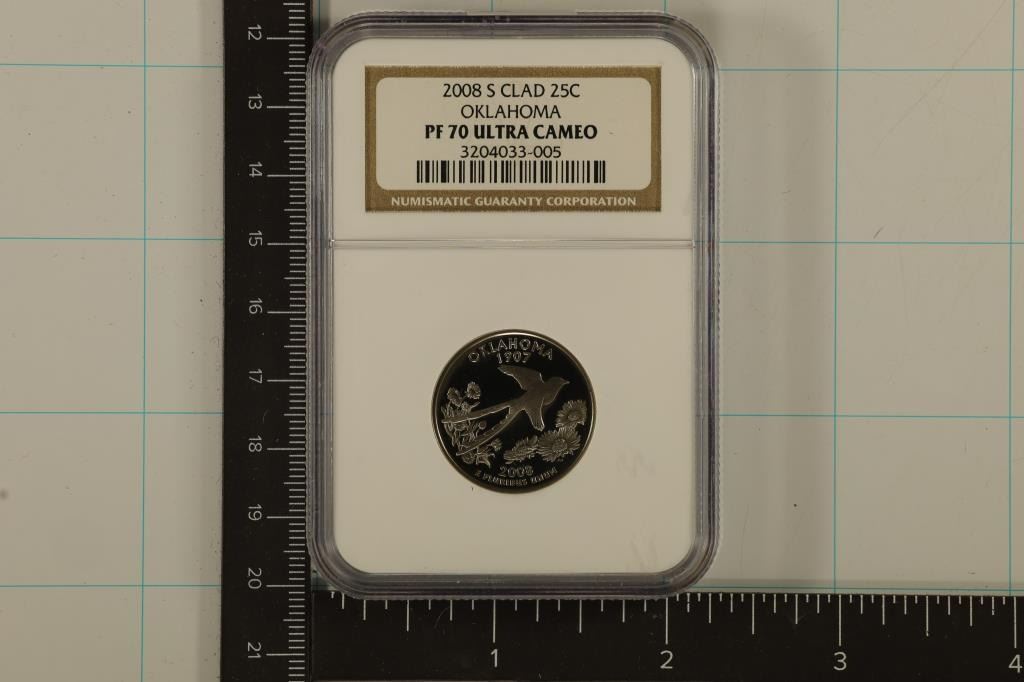 2008 S CLAD 25C
OKLAHOMA
PF 70 ULTRA CAMEO
3204033-005
NUMISMATIC GUARANTY CORPORATION
OKLAHOMA
1907
2008
E PLURIBUS UNUM
12
13
14
15
16
17
18
19
20
21
1
2
3
4